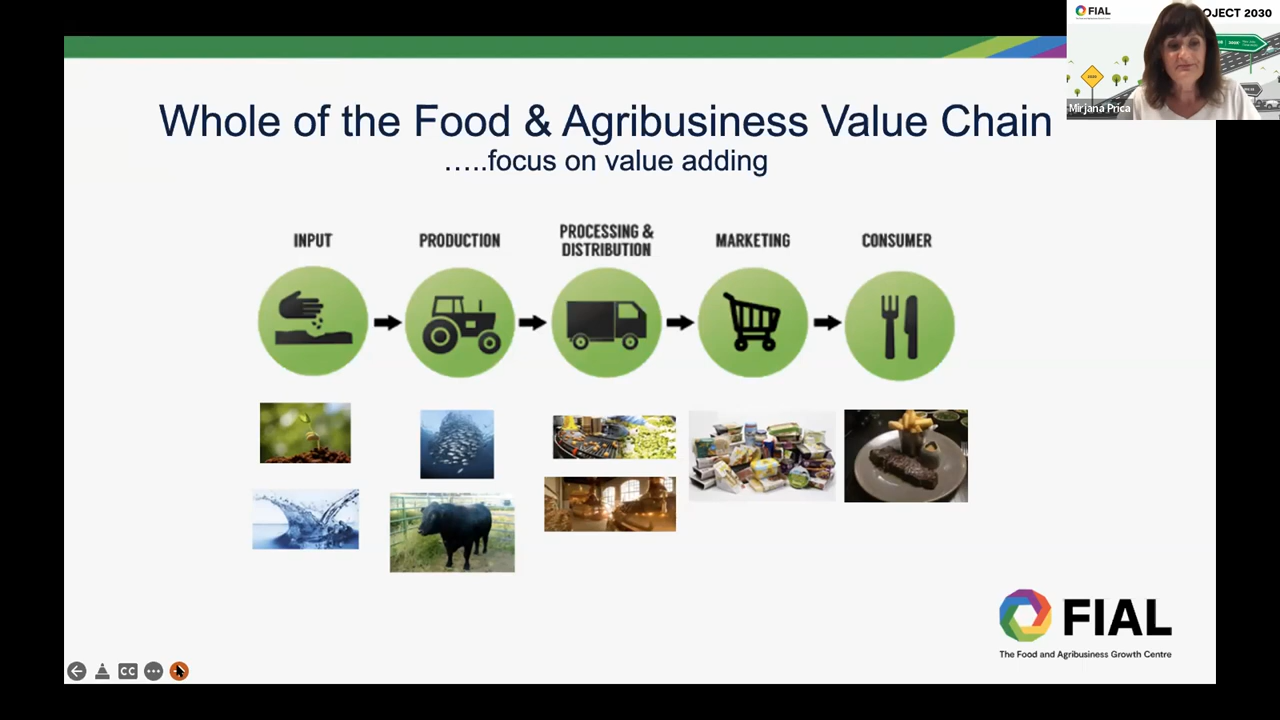 FIAL
OJECT 2030
2030
Mirjana Prica
Whole of the Food & Agribusiness Value Chain
…..focus on value adding
INPUT
PRODUCTION
PROCESSING &
DISTRIBUTION
MARKETING
CONSUMER
FIAL
The Food and Agribusiness Growth Centre
CC